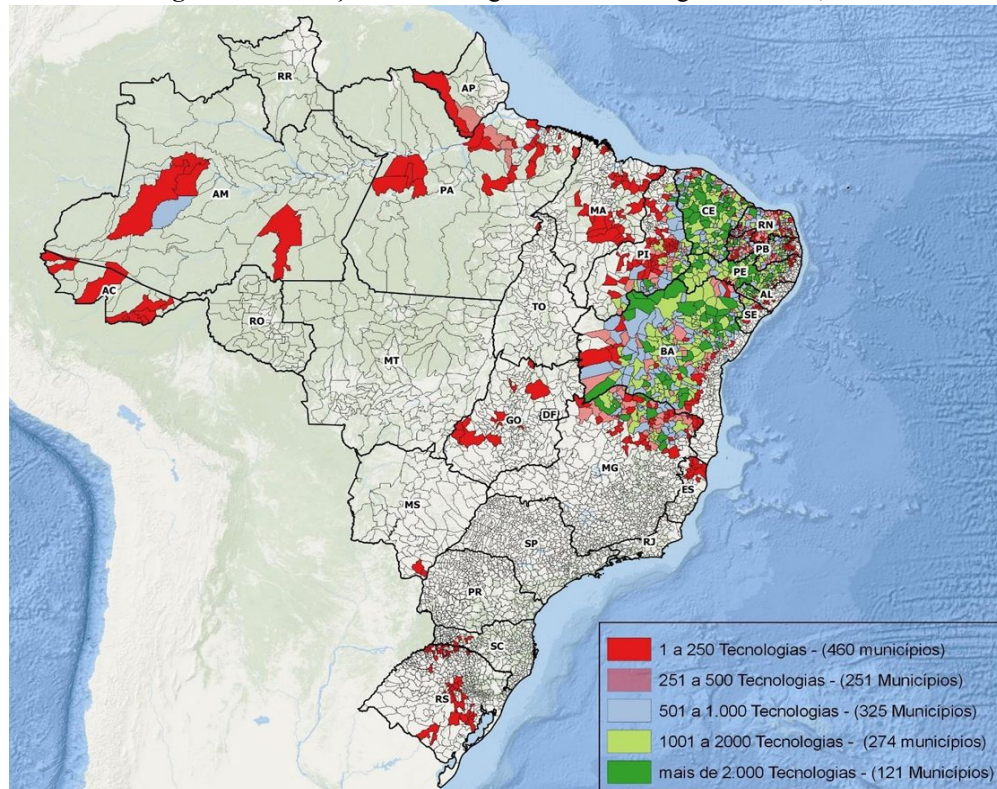 RR
AP
AM
PA
MA
CE
RN
PB
PI
PE
AL
SE
AC
TO
RO
BA
MT
GO
DF
MG
ES
MS
SP
RJ
PR
SC
RS
1 a 250 Tecnologias - (460 municípios)
251 a 500 Tecnologias - (251 Municípios)
501 a 1.000 Tecnologias - (325 Municípios)
1001 a 2000 Tecnologias - (274 municípios)
mais de 2.000 Tecnologias - (121 Municípios)